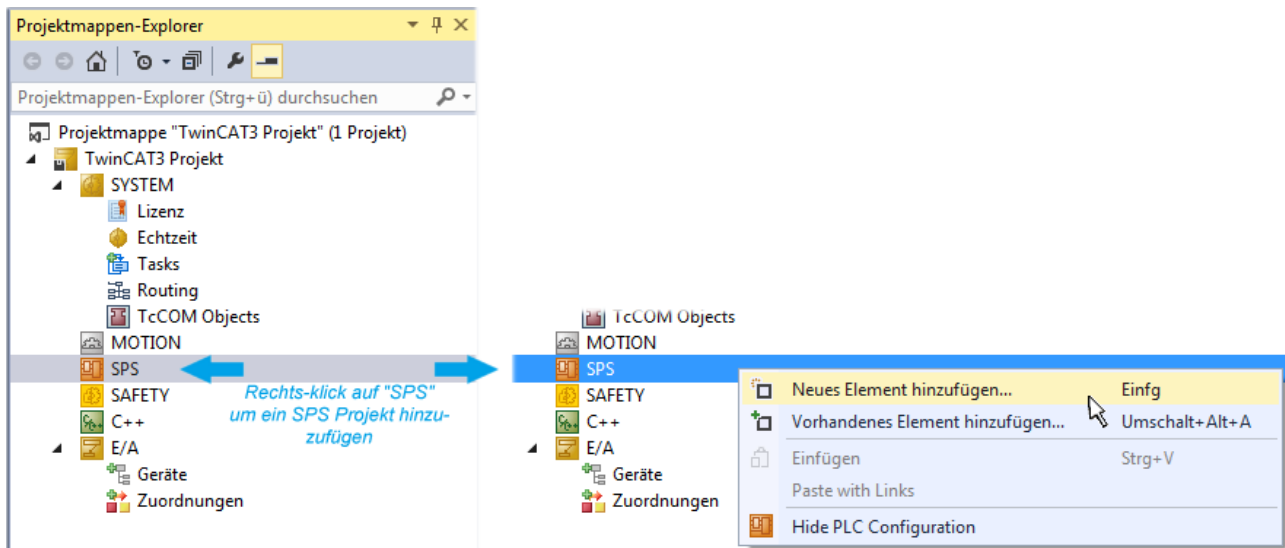 Projektmappen-Explorer
Projektmappen-Explorer (Strg+ü) durchsuchen
Projektmappe "TwinCAT3 Projekt" (1 Projekt)
TwinCAT3 Projekt
SYSTEM
Lizenz
Echtzeit
Tasks
Routing
TcCOM Objects
MOTION
SPS
SAFETY
C++
E/A
Geräte
Zuordnungen
Rechts-klick auf "SPS"
um ein SPS Projekt hinzu-
zufügen
TcCOM Objects
MOTION
SPS
SAFETY
C++
E/A
Geräte
Zuordnungen
Neues Element hinzufügen... Einfg
Vorhandenes Element hinzufügen... Umschalt+Alt+A
Einfügen Strg+V
Paste with Links
Hide PLC Configuration